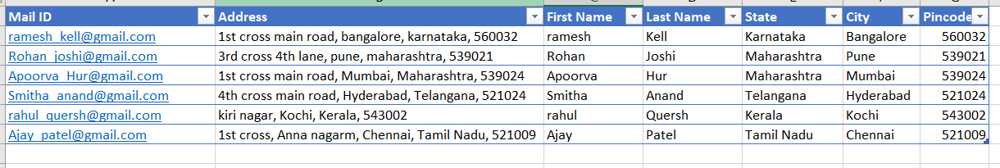 Mail ID Address First Name Last Name State City Pincode
ramesh_kell@gmail.com 1st cross main road, bangalore, karnataka, 560032 ramesh Kell Karnataka Bangalore 560032
Rohan_joshi@gmail.com 3rd cross 4th lane, pune, maharashtra, 539021 Rohan Joshi Maharashtra Pune 539021
Apoorva_Hur@gmail.com 1st cross main road, Mumbai, Maharashtra, 539024 Apoorva Hur Maharashtra Mumbai 539024
Smitha_anand@gmail.com 4th cross main road, Hyderabad, Telangana, 521024 Smitha Anand Telangana Hyderabad 521024
rahul_quersh@gmail.com kiri nagar, Kochi, Kerala, 543002 rahul Quersh Kerala Kochi 543002
Ajay_patel@gmail.com 1st cross, Anna nagarm, Chennai, Tamil Nadu, 521009 Ajay Patel Tamil Nadu Chennai 521009